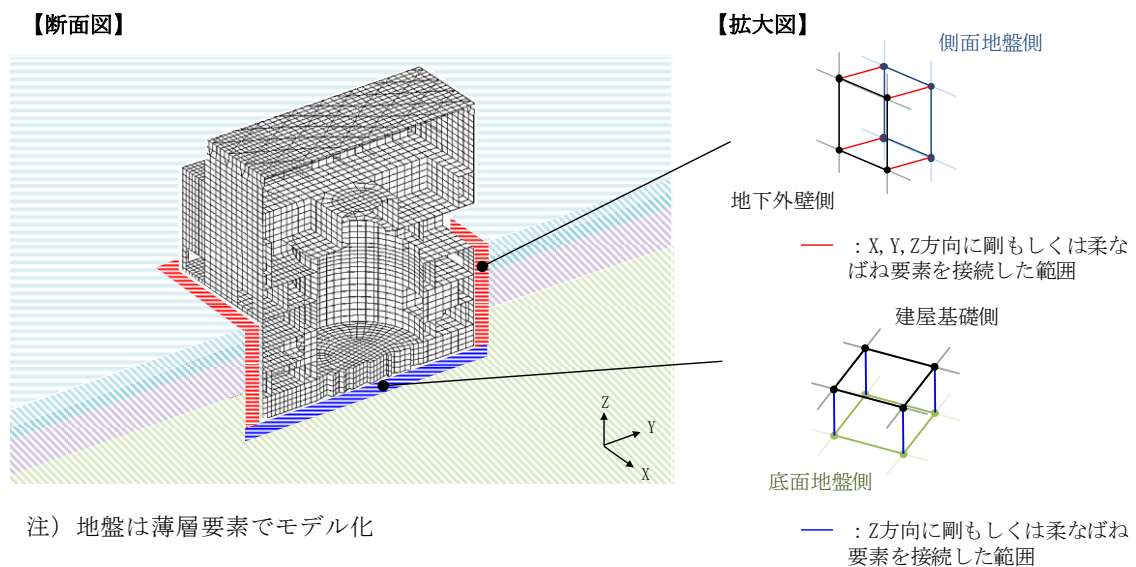 【断面図】
【拡大図】
側面地盤側
地下外壁側
：X,Y,Z方向に剛もしくは柔な
ばね要素を接続した範囲
建屋基礎側
Z
Y
X
底面地盤側
注）地盤は薄層要素でモデル化
：Z方向に剛もしくは柔なばね
要素を接続した範囲